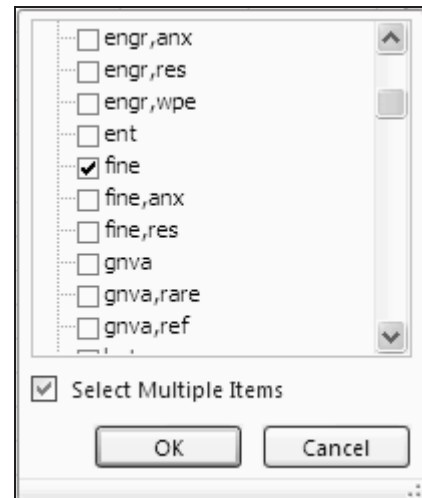 engr,anx
engr,res
engr,wpe
ent
fine
fine,anx
fine,res
gnva
gnva,rare
gnva,ref
Select Multiple Items
OK Cancel